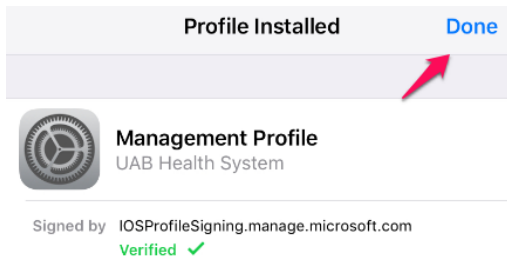 Profile Installed Done
Management Profile
UAB Health System
Signed by IOSProfileSigning.manage.microsoft.com
Verified ✓